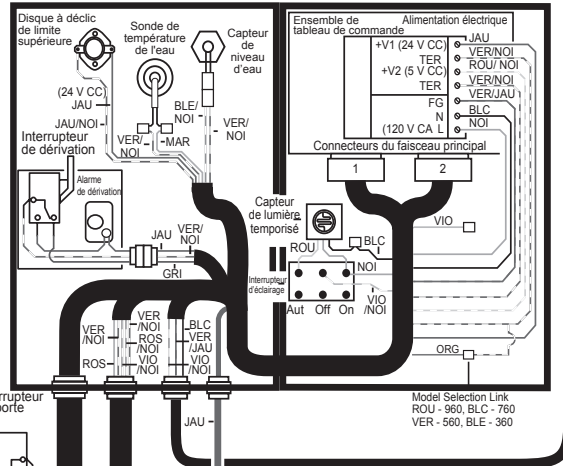 Disque à déclic
de limite
supérieure
Sonde de
température
de l'eau
Capteur
de
niveau
d'eau
(24 V CC)
JAU
JAU/NOI
BLE/
NOI
VER/
NOI
VER/
NOI
MAR
Interrupteur
de dérivation
Alarme
de dérivation
JAU
VER/
NOI
GRI
Ensemble de
tableau de commande
Alimentation électrique
+V1 (24 V CC)
TER
+V2 (5 V CC)
TER
FG
N
(120 V CA L
JAU
VER/NOI
ROU/ NOI
VER/NOI
VER/JAU
BLC
NOI
Connecteurs du faisceau principal
1
2
Capteur
de lumière
temporisé
VIO
ROU
BLC
NOI
Interrupteur
d'éclairage
Aut
Off
On
VIO
/NOI
ORG
VER
/NOI
ROS
VER
/NOI
ROS
/NOI
VIO
/NOI
BLC
VER
/JAU
VIO
/NOI
JAU
rrupteur
porte
Model Selection Link
ROU - 960, BLC - 760
VER - 560, BLE - 360